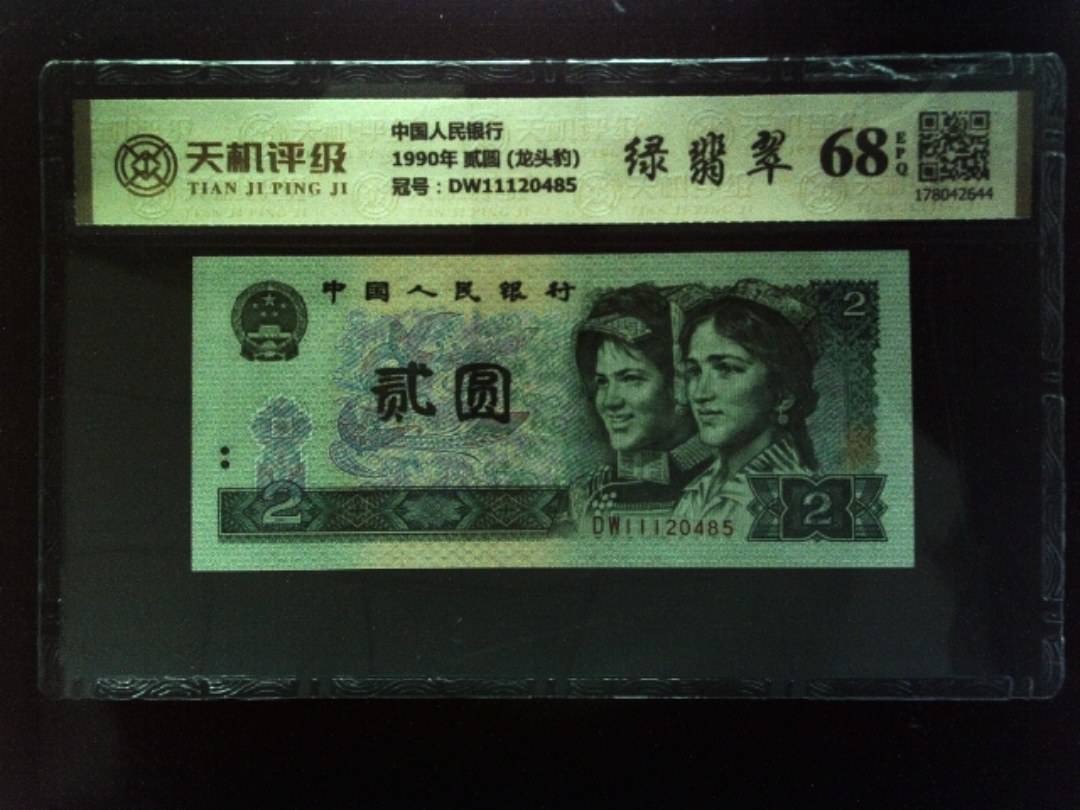 天机评级
TIAN JI PING JI
中国人民银行
1990年 贰圆 (龙头豹)
冠号：DW11120485
绿翡翠
68
EPQ
178042644
中国人民银行
2
贰圆
2
DW11120485
2